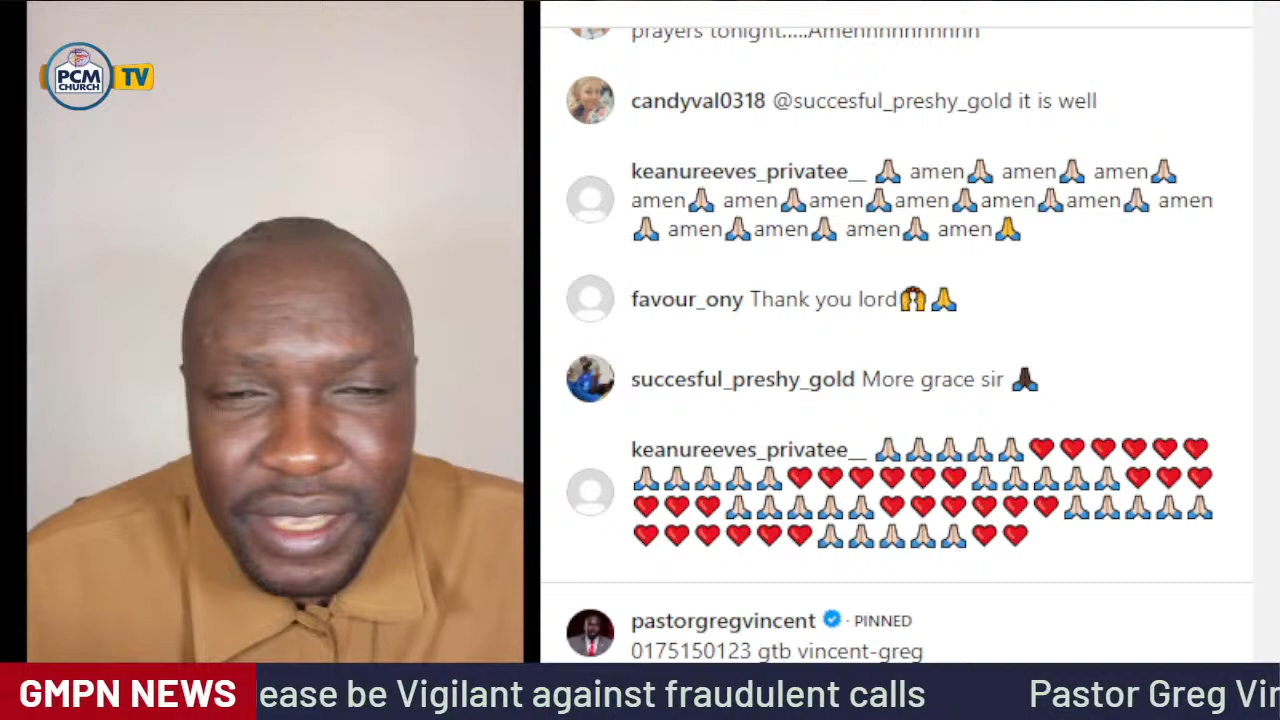 PCM
CHURCH
TV
prayers tonight.....Amenhhhhhhhhh
candyval0318 @succesful_preshy_gold it is well
keanureeves_privatee__ 🙏🏻 amen🙏🏻 amen🙏🏻 amen🙏🏻
amen🙏🏻 amen🙏🏻amen🙏🏻amen🙏🏻amen🙏🏻amen🙏🏻 amen
🙏🏻 amen🙏🏻amen🙏🏻 amen🙏🏻 amen🙏
favour_ony Thank you lord🙌🙏
succesful_preshy_gold More grace sir 🙏🏿
keanureeves_privatee__ 🙏🏻🙏🏻🙏🏻🙏🏻🙏🏻❤️❤️❤️❤️❤️❤️
🙏🏻🙏🏻🙏🏻🙏🏻🙏🏻❤️❤️❤️❤️❤️❤️🙏🏻🙏🏻🙏🏻🙏🏻🙏🏻❤️❤️❤️
❤️❤️❤️🙏🏻🙏🏻🙏🏻🙏🏻🙏🏻❤️❤️❤️❤️❤️❤️🙏🏻🙏🏻🙏🏻🙏🏻🙏🏻
❤️❤️❤️❤️❤️❤️🙏🏻🙏🏻🙏🏻🙏🏻🙏🏻❤️❤️
pastorgregvincent · PINNED
0175150123 gtb vincent-greg
GMPN NEWS
ease be Vigilant against fraudulent calls
Pastor Greg Vin